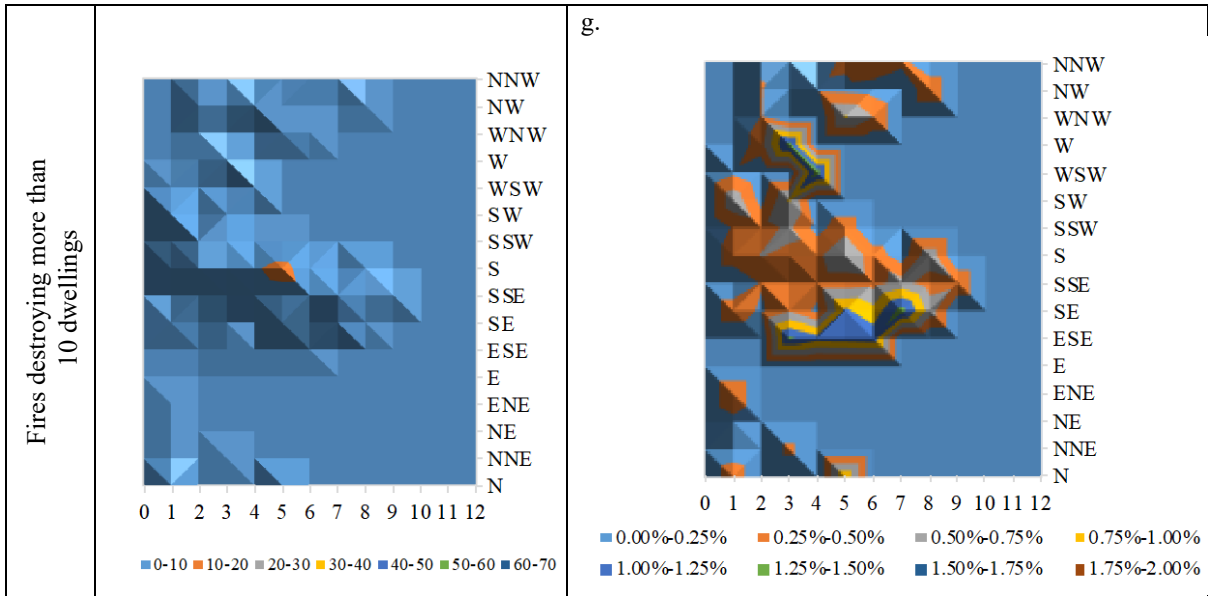 Fires destroying more than
10 dwellings
NNW
NW
WNW
W
WSW
SW
SSW
S
SSE
SE
ESE
E
ENE
NE
NNE
N
0 1 2 3 4 5 6 7 8 9 10 11 12
0-10 10-20 20-30 30-40 40-50 50-60 60-70
g.
NNW
NW
WNW
W
WSW
SW
SSW
S
SSE
SE
ESE
E
ENE
NE
NNE
N
0 1 2 3 4 5 6 7 8 9 10 11 12
0.00%-0.25% 0.25%-0.50% 0.50%-0.75% 0.75%-1.00%
1.00%-1.25% 1.25%-1.50% 1.50%-1.75% 1.75%-2.00%